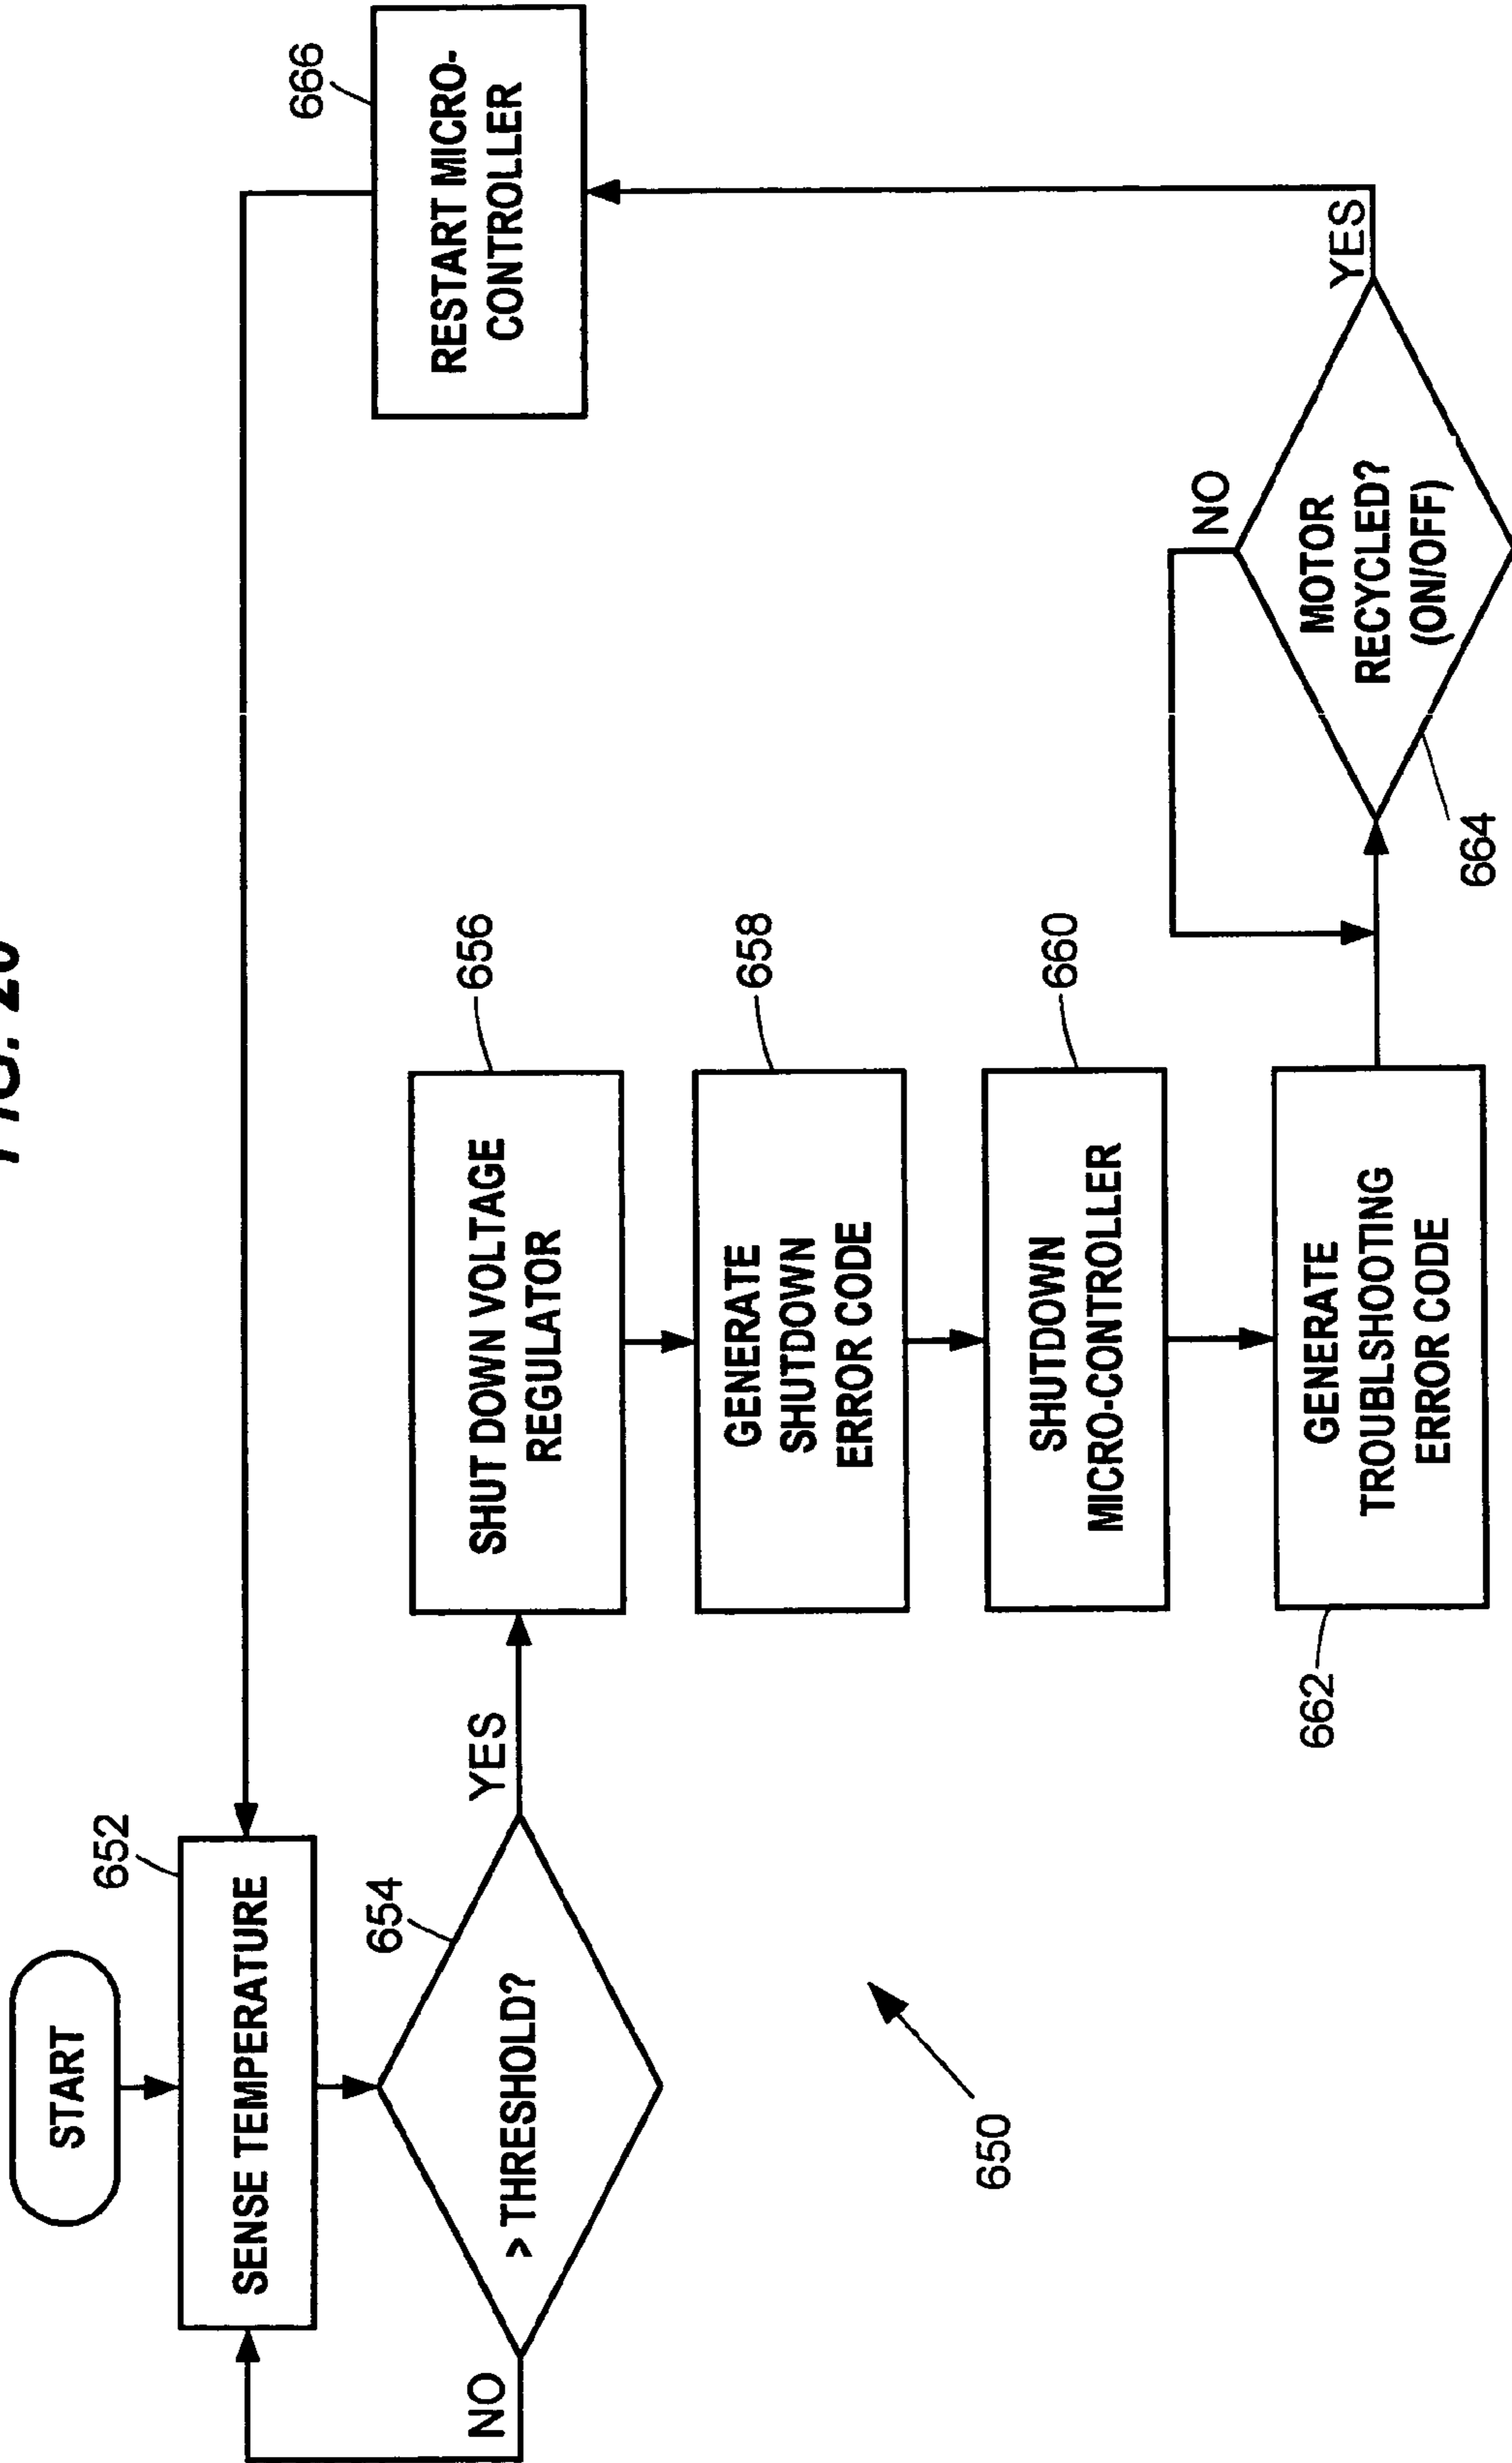 START
652
SENSE TEMPERATURE
654
> THRESHOLD?
NO
YES
656
SHUT DOWN VOLTAGE
REGULATOR
658
GENERATE
SHUTDOWN
ERROR CODE
660
SHUTDOWN
MICRO-CONTROLLER
662
GENERATE
TROUBLSHOOTING
ERROR CODE
664
MOTOR
RECYCLED?
(ON/OFF)
NO
YES
666
RESTART MICRO-
CONTROLLER
650